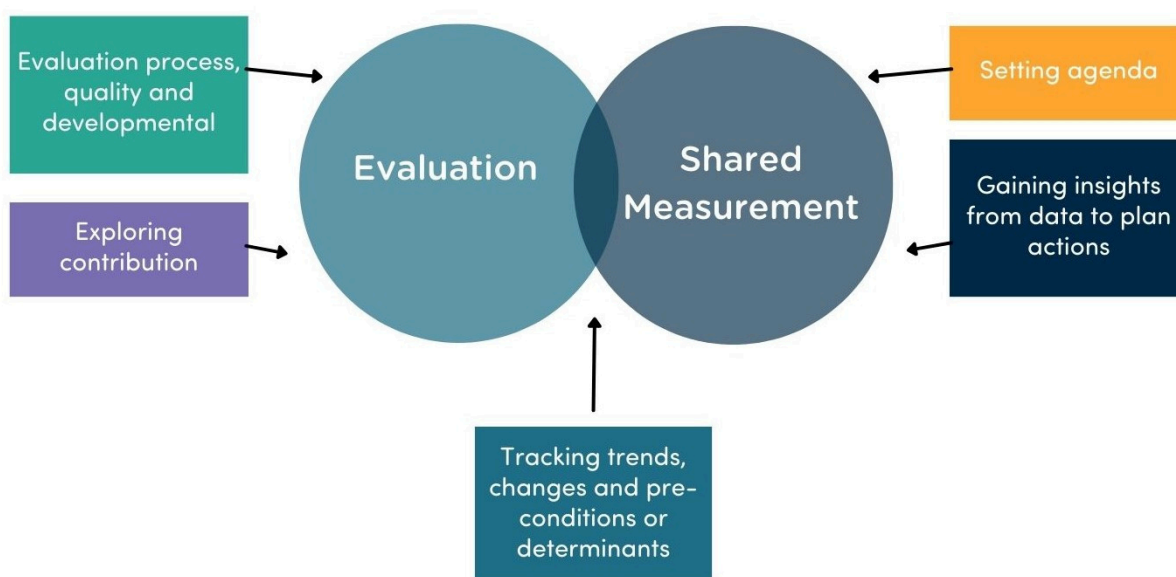 Evaluation process,
quality and
developmental
Exploring
contribution
Evaluation
Shared
Measurement
Setting agenda
Gaining insights
from data to plan
actions
Tracking trends,
changes and pre-
conditions or
determinants